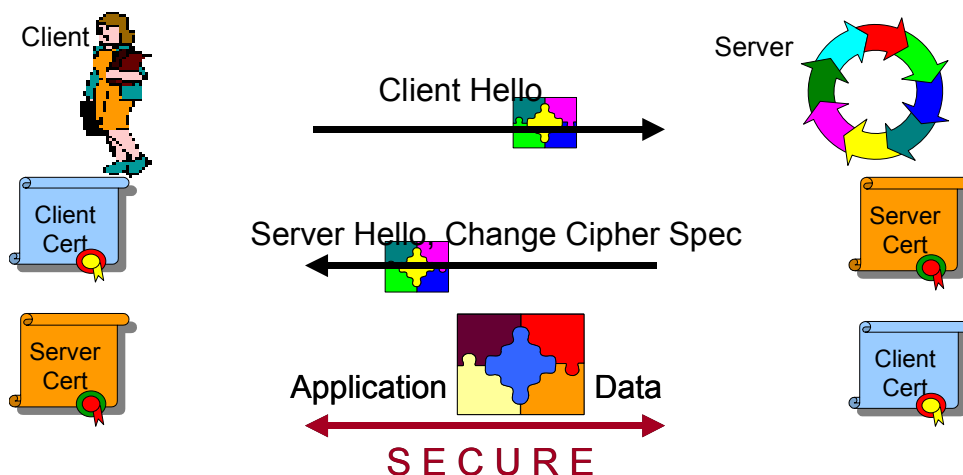 Client
Server
Client Hello
Client
Cert
Server Hello, Change Cipher Spec
Server
Cert
Server
Cert
Application Data
Client
Cert
S E C U R E